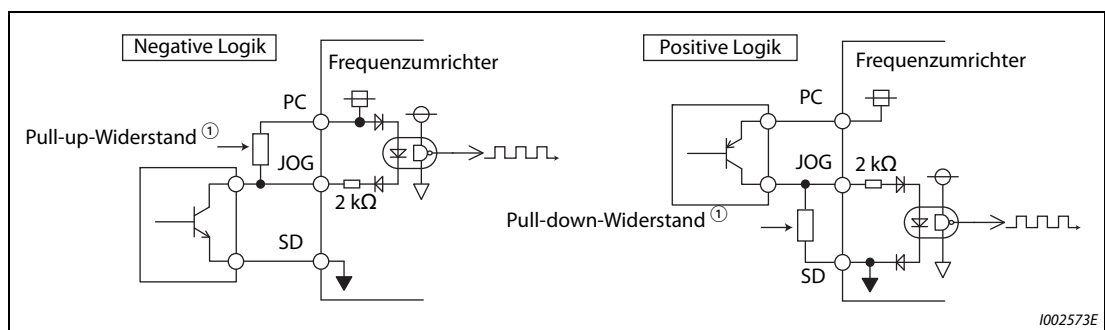 Negative Logik
Frequenzumrichter
PC
Pull-up-Widerstand ①
JOG
2 kΩ
SD
Positive Logik
Frequenzumrichter
PC
JOG
2 kΩ
Pull-down-Widerstand ①
SD
I002573E